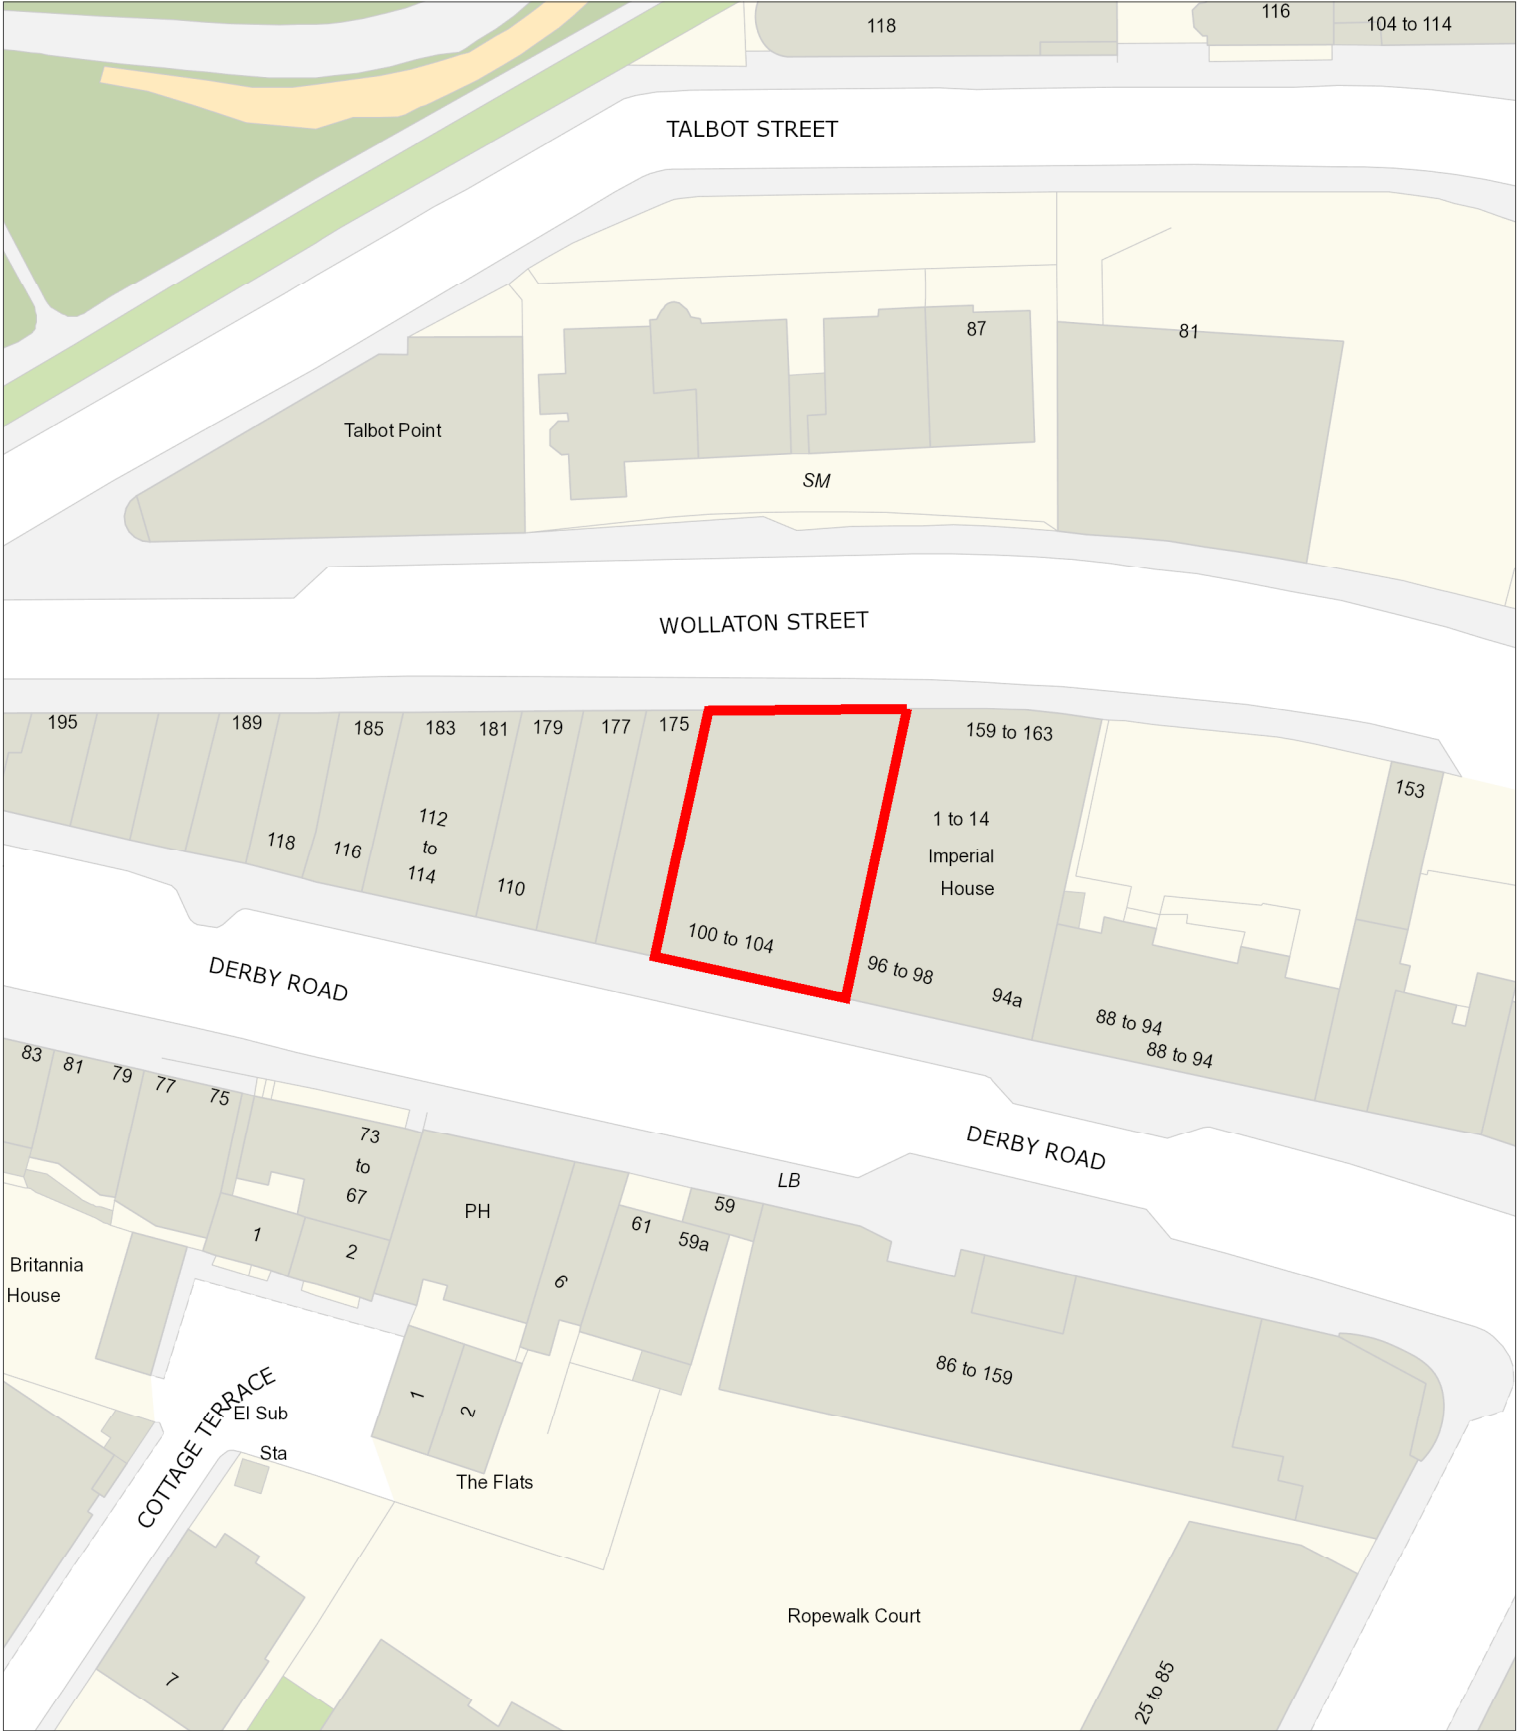 118
116
104 to 114
TALBOT STREET
87
81
Talbot Point
SM
WOLLATON STREET
195
189
185
183
181
179
177
175
159 to 163
153
118
116
112
to
114
110
1 to 14
Imperial
House
100 to 104
96 to 98
94a
88 to 94
88 to 94
DERBY ROAD
DERBY ROAD
83
81
79
77
75
73
to
67
1
2
PH
6
61
59
59a
LB
Britannia
House
86 to 159
COTTAGE TERRACE
El Sub
Sta
1
2
The Flats
Ropewalk Court
7
25 to 85